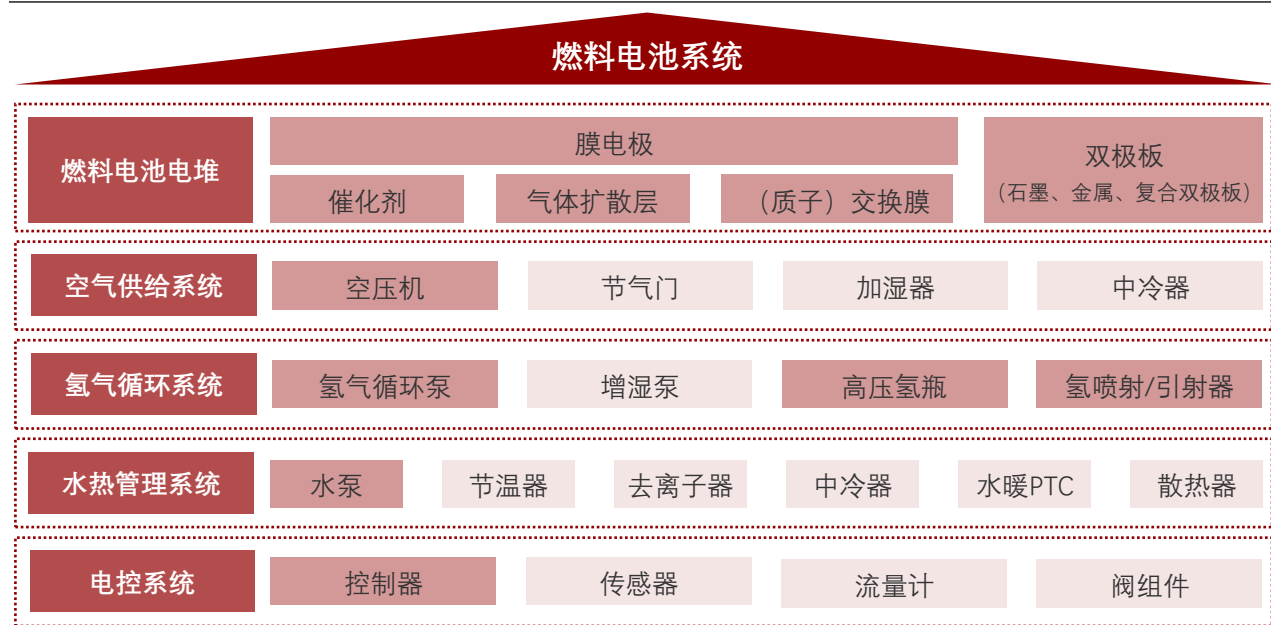 燃料电池系统
燃料电池电堆
膜电极
双极板
（石墨、金属、复合双极板）
催化剂
气体扩散层
（质子）交换膜
空气供给系统
空压机
节气门
加湿器
中冷器
氢气循环系统
氢气循环泵
增湿泵
高压氢瓶
氢喷射/引射器
水热管理系统
水泵
节温器
去离子器
中冷器
水暖PTC
散热器
电控系统
控制器
传感器
流量计
阀组件